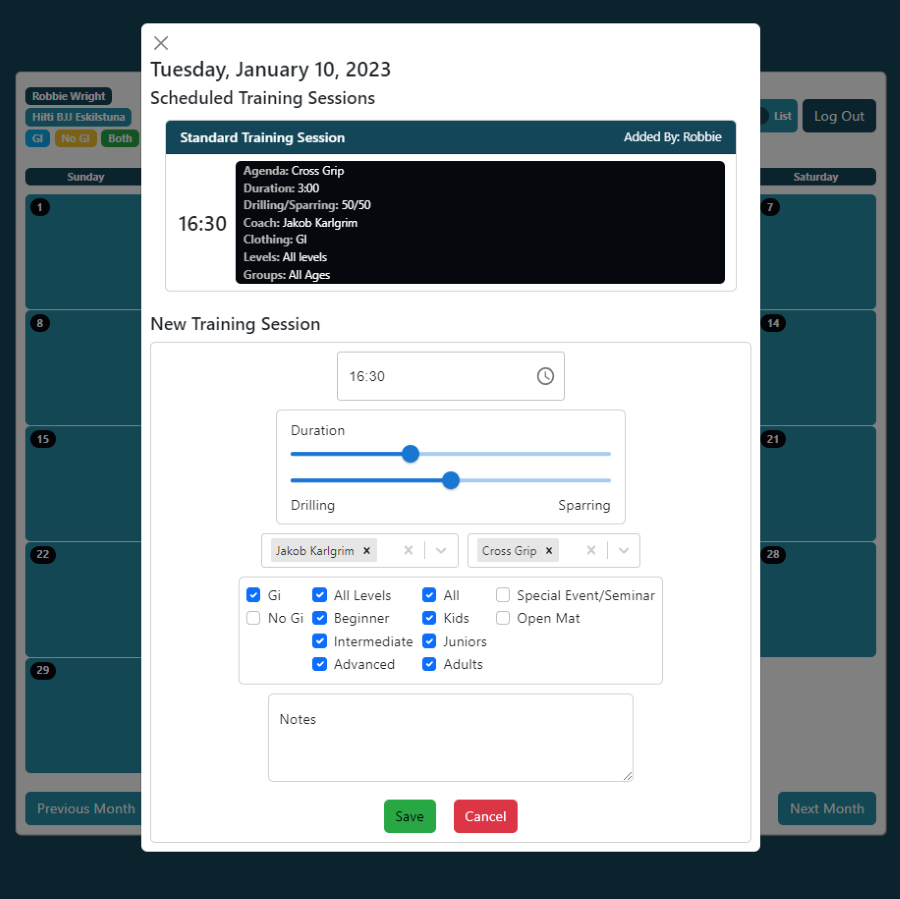 Tuesday, January 10, 2023
Scheduled Training Sessions
Robbie Wright
Hilti BJJ Eskilstuna
GI No GI Both
List Log Out
Standard Training Session Added By: Robbie
Sunday Saturday
16:30
Agenda: Cross Grip
Duration: 3:00
Drilling/Sparring: 50/50
Coach: Jakob Karlgrim
Clothing: GI
Levels: All levels
Groups: All Ages
1 7
8 14
15 21
22 28
29
New Training Session
16:30
Duration
Drilling Sparring
Jakob Karlgrim Cross Grip
Gi All Levels All Special Event/Seminar
No Gi Beginner Kids Open Mat
Intermediate Juniors
Advanced Adults
Notes
Save Cancel
Previous Month Next Month